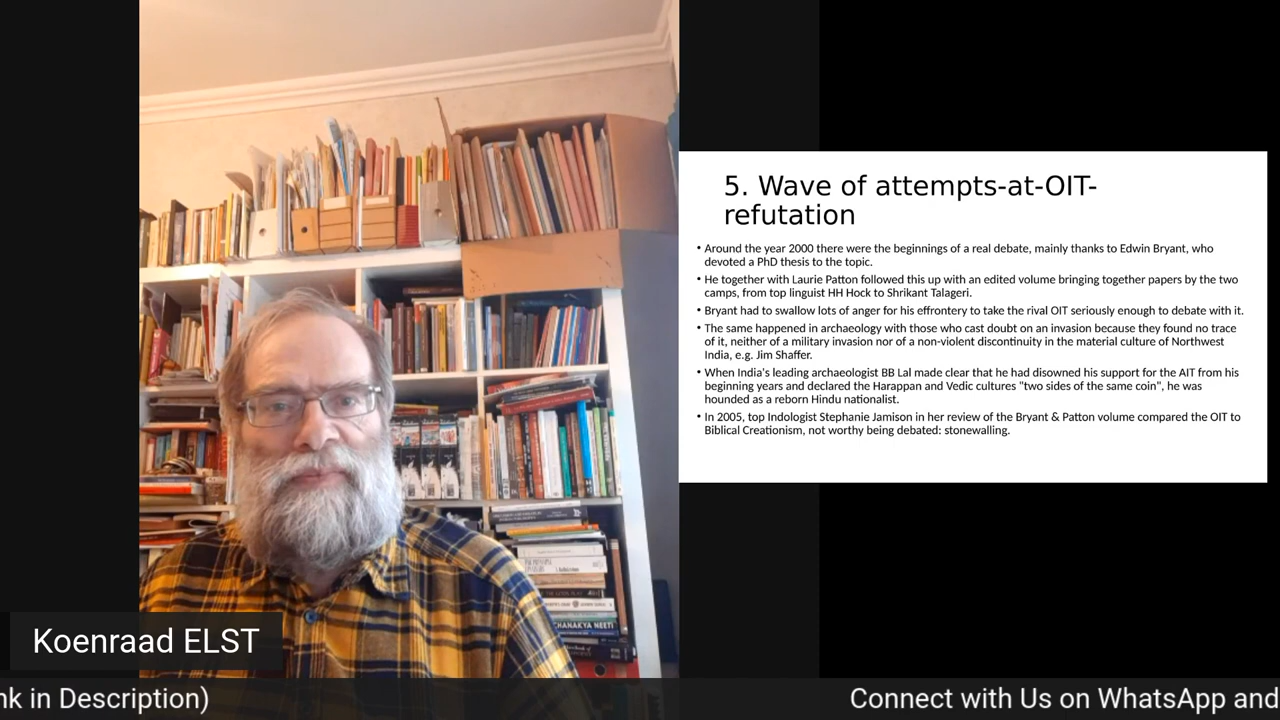 5. Wave of attempts-at-OIT-
refutation
• Around the year 2000 there were the beginnings of a real debate, mainly thanks to Edwin Bryant, who
devoted a PhD thesis to the topic.
• He together with Laurie Patton followed this up with an edited volume bringing together papers by the two
camps, from top linguist HH Hock to Shrikant Talageri.
• Bryant had to swallow lots of anger for his effrontery to take the rival OIT seriously enough to debate with it.
• The same happened in archaeology with those who cast doubt on an invasion because they found no trace
of it, neither of a military invasion nor of a non-violent discontinuity in the material culture of Northwest
India, e.g. Jim Shaffer.
• When India's leading archaeologist BB Lal made clear that he had disowned his support for the AIT from his
beginning years and declared the Harappan and Vedic cultures "two sides of the same coin", he was
hounded as a reborn Hindu nationalist.
• In 2005, top Indologist Stephanie Jamison in her review of the Bryant & Patton volume compared the OIT to
Biblical Creationism, not worthy being debated: stonewalling.
CHANAKYA NEETI
Koenraad ELST
nk in Description)
Connect with Us on WhatsApp and